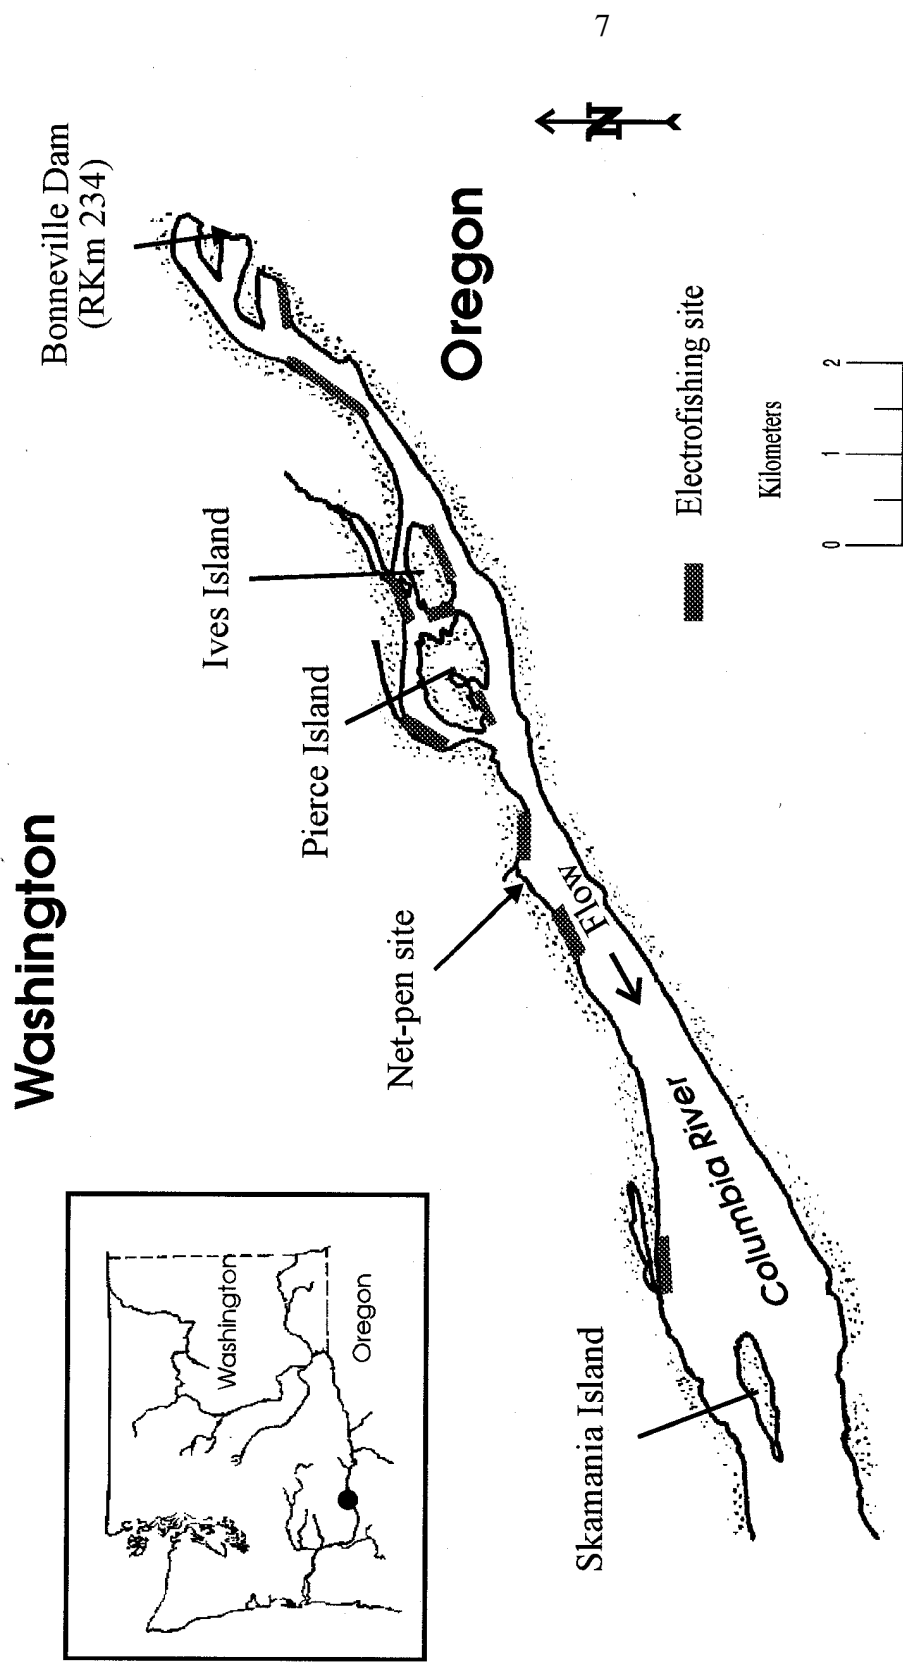 7
Washington
Bonneville Dam
(RKm 234)
Ives Island
Pierce Island
Net-pen site
Oregon
N
Flow
Columbia River
Skamania Island
Electrofishing site
Kilometers
0 1 2
Washington
Oregon